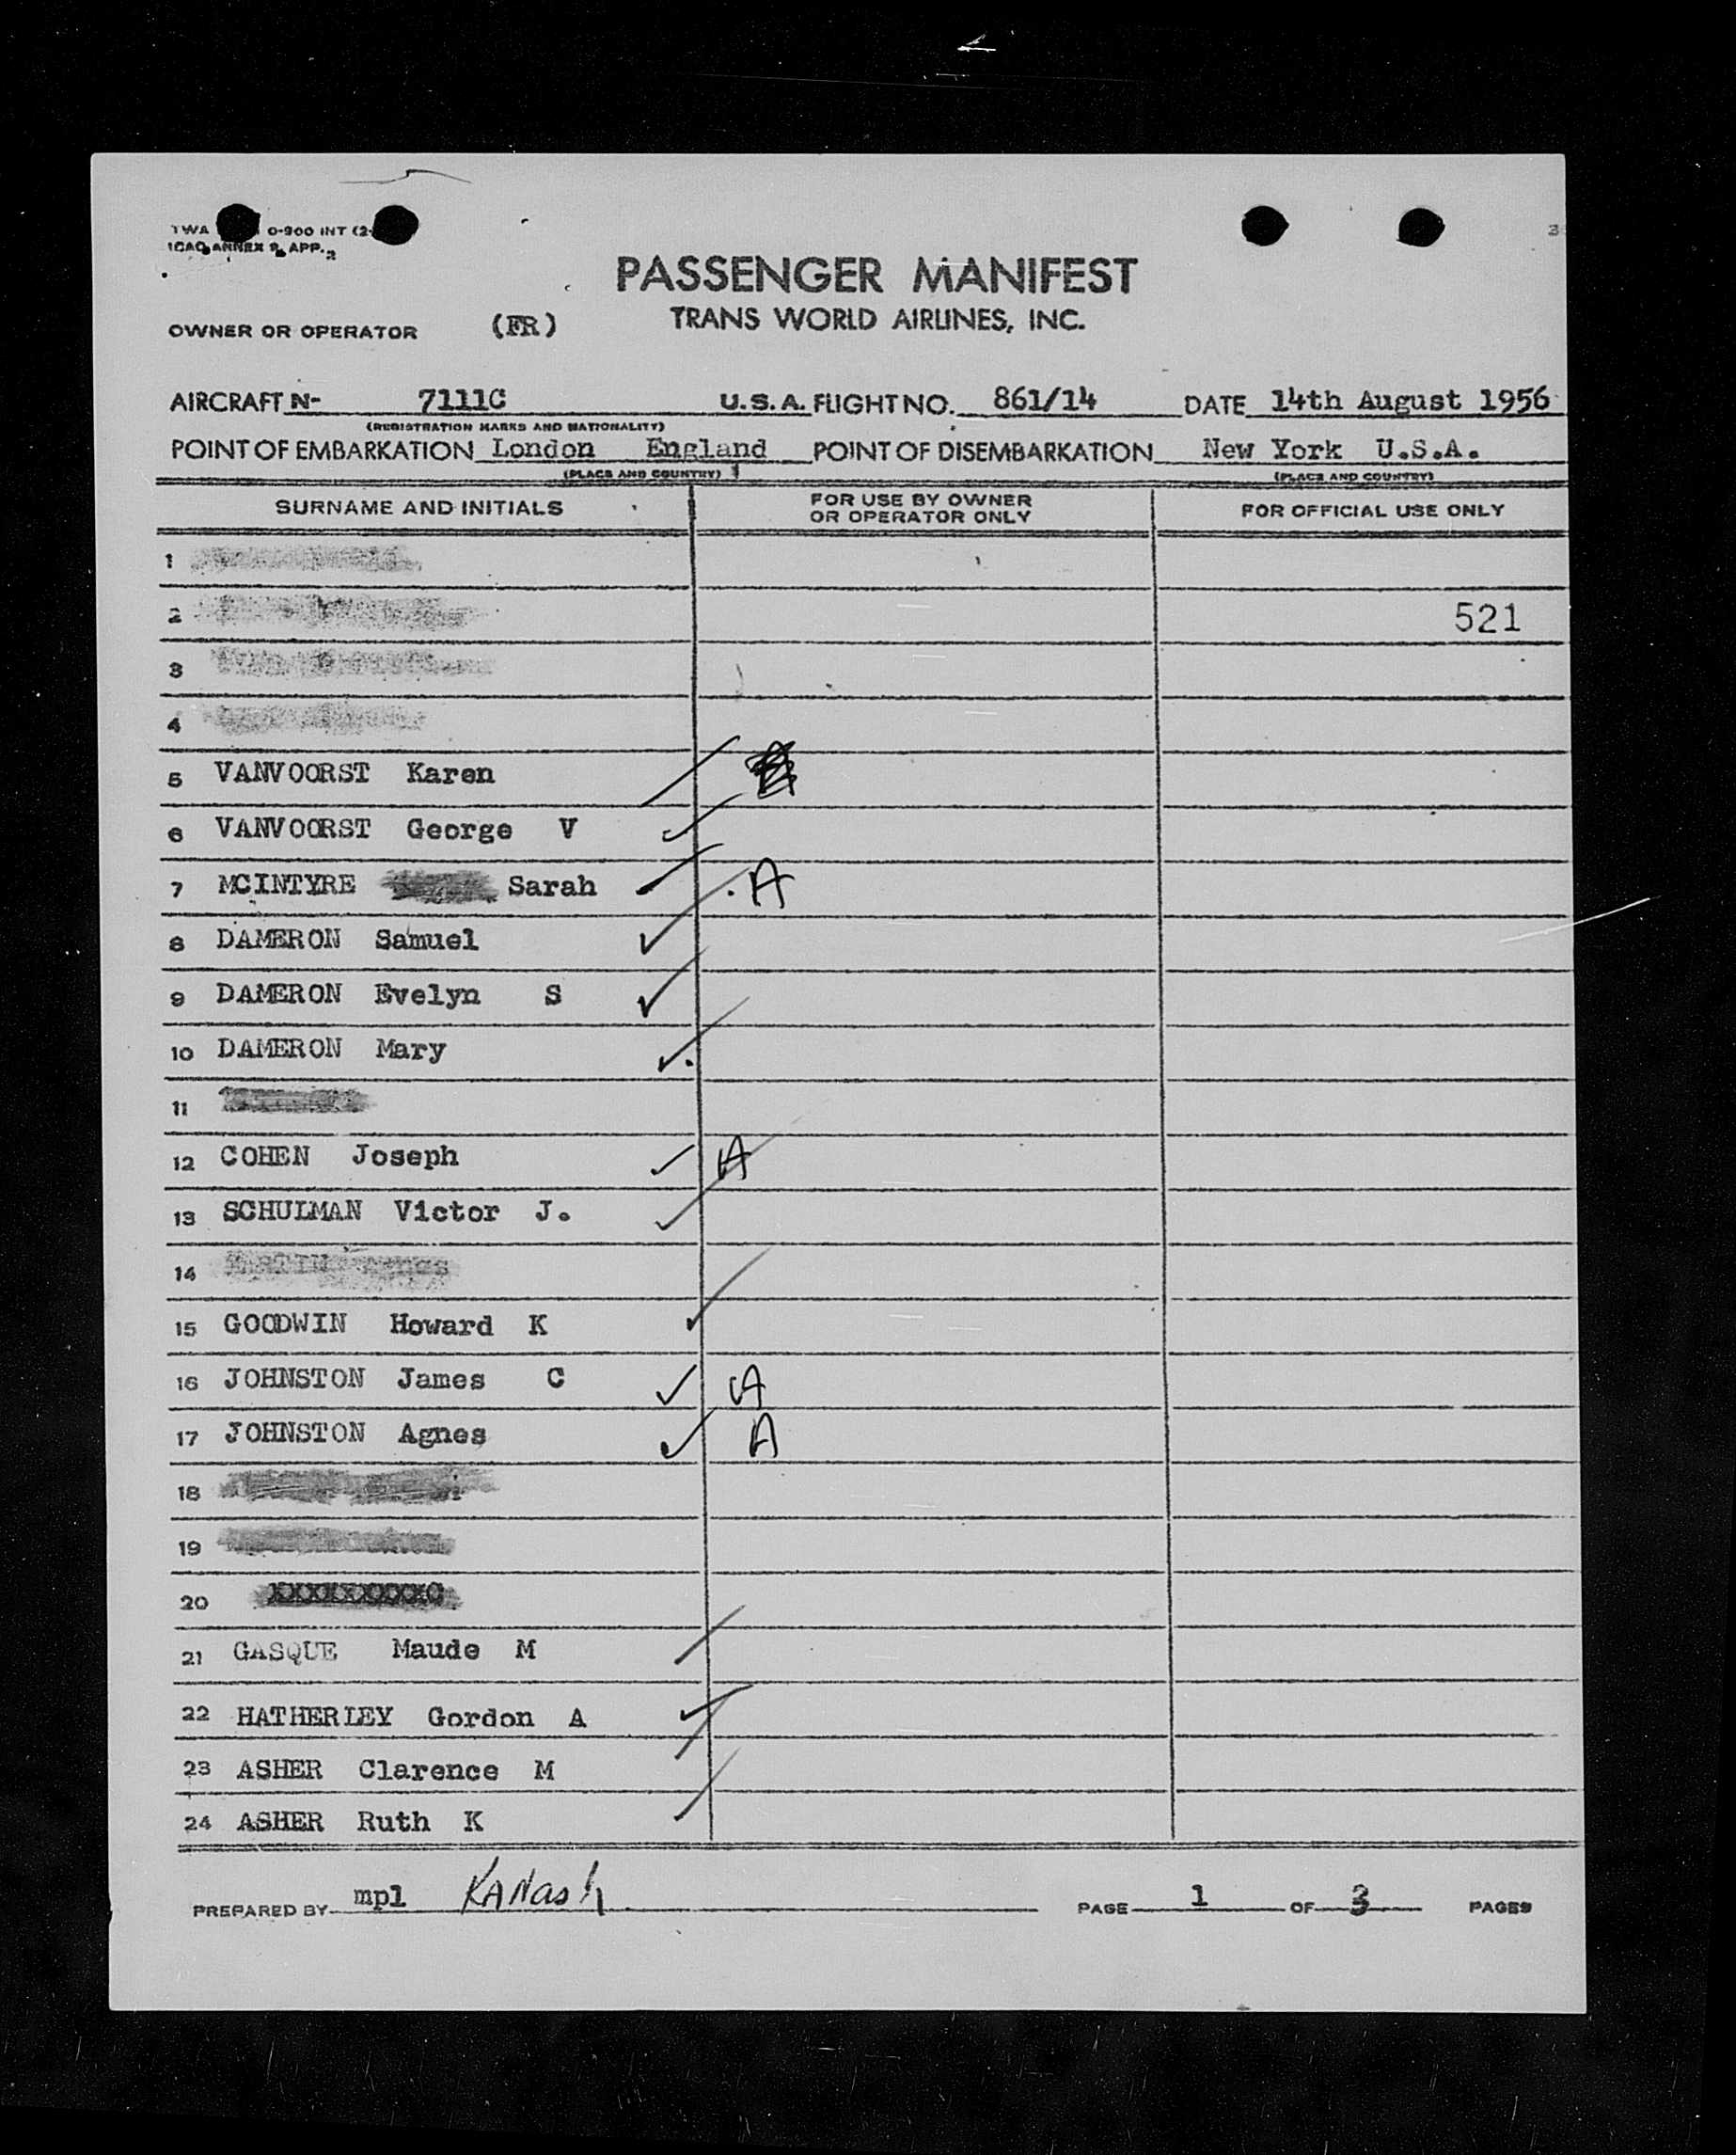 TWA 0-900 INT (2-
ICAO ANNEX 9, APP. 2
PASSENGER MANIFEST
OWNER OR OPERATOR (FR) TRANS WORLD AIRLINES, INC.
AIRCRAFT N- 7111C U.S.A. FLIGHT NO. 861/14 DATE 14th August 1956
(REGISTRATION MARKS AND NATIONALITY)
POINT OF EMBARKATION London England POINT OF DISEMBARKATION New York U.S.A.
(PLACE AND COUNTRY) (PLACE AND COUNTRY)
SURNAME AND INITIALS FOR USE BY OWNER OR OPERATOR ONLY FOR OFFICIAL USE ONLY
1
2 521
3
4
5 VANVOORST Karen
6 VANVOORST George V
7 MCINTYRE Sarah A
8 DAMERON Samuel
9 DAMERON Evelyn S
10 DAMERON Mary
11
12 COHEN Joseph A
13 SCHULMAN Victor J.
14
15 GOODWIN Howard K
16 JOHNSTON James C A
17 JOHNSTON Agnes A
18
19
20
21 GASQUE Maude M
22 HATHERLEY Gordon A
23 ASHER Clarence M
24 ASHER Ruth K
PREPARED BY mpl KANash PAGE 1 OF 3 PAGES